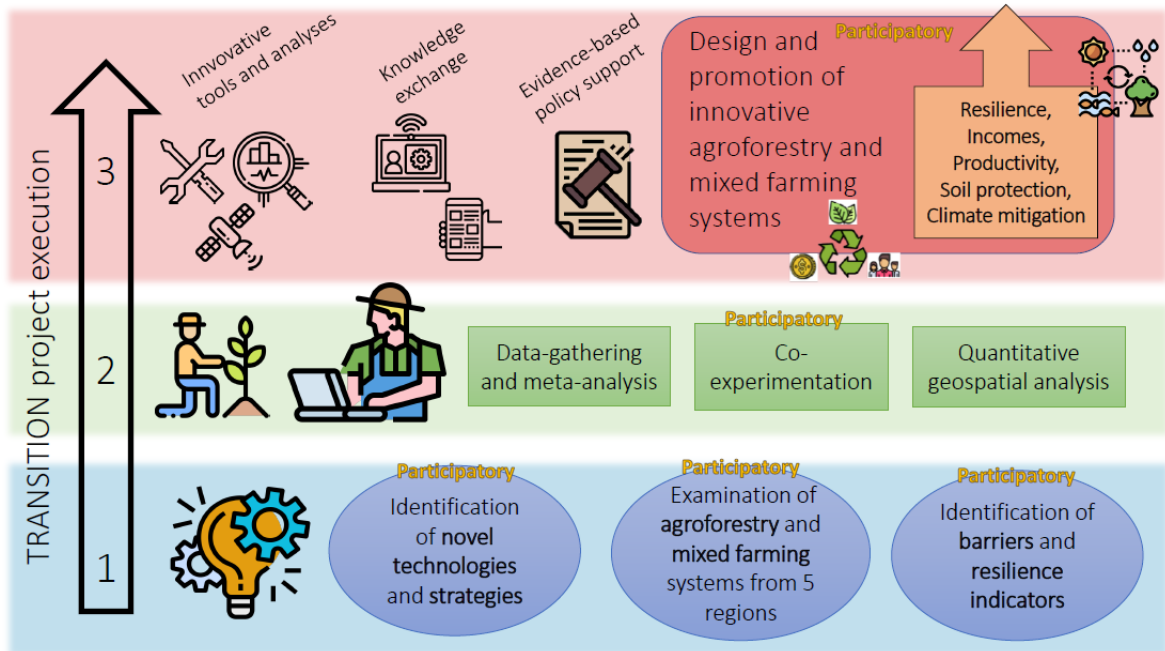 TRANSITION project execution
3
Innvovative
tools and analyses
Knowledge
exchange
Evidence-based
policy support
Participatory
Design and
promotion of
innovative
agroforestry and
mixed farming
systems
Resilience,
Incomes,
Productivity,
Soil protection,
Climate mitigation
2
Data-gathering
and meta-analysis
Participatory
Co-
experimentation
Quantitative
geospatial analysis
1
Participatory
Identification
of novel
technologies
and strategies
Participatory
Examination of
agroforestry and
mixed farming
systems from 5
regions
Participatory
Identification of
barriers and
resilience
indicators